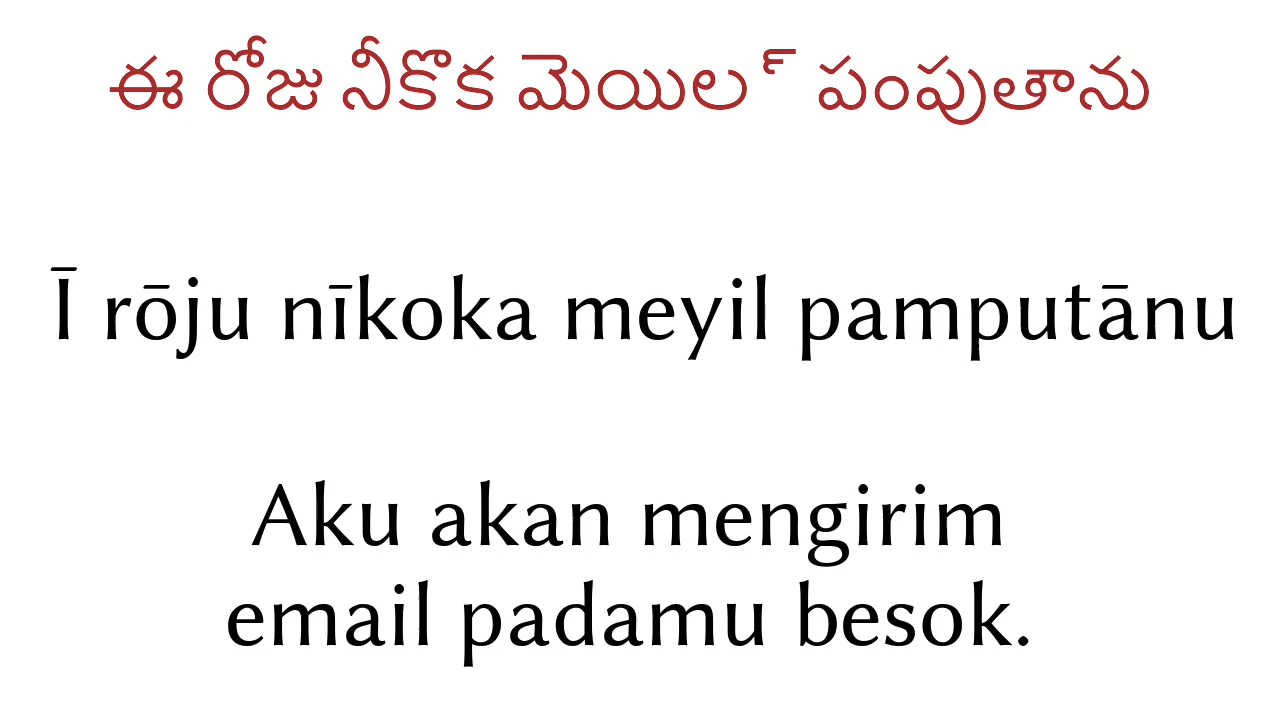 ఈ రోజు నీకొక మెయిల్ పంపుతాను
Ī rōju nīkoka meyil pamputānu
Aku akan mengirim
email padamu besok.